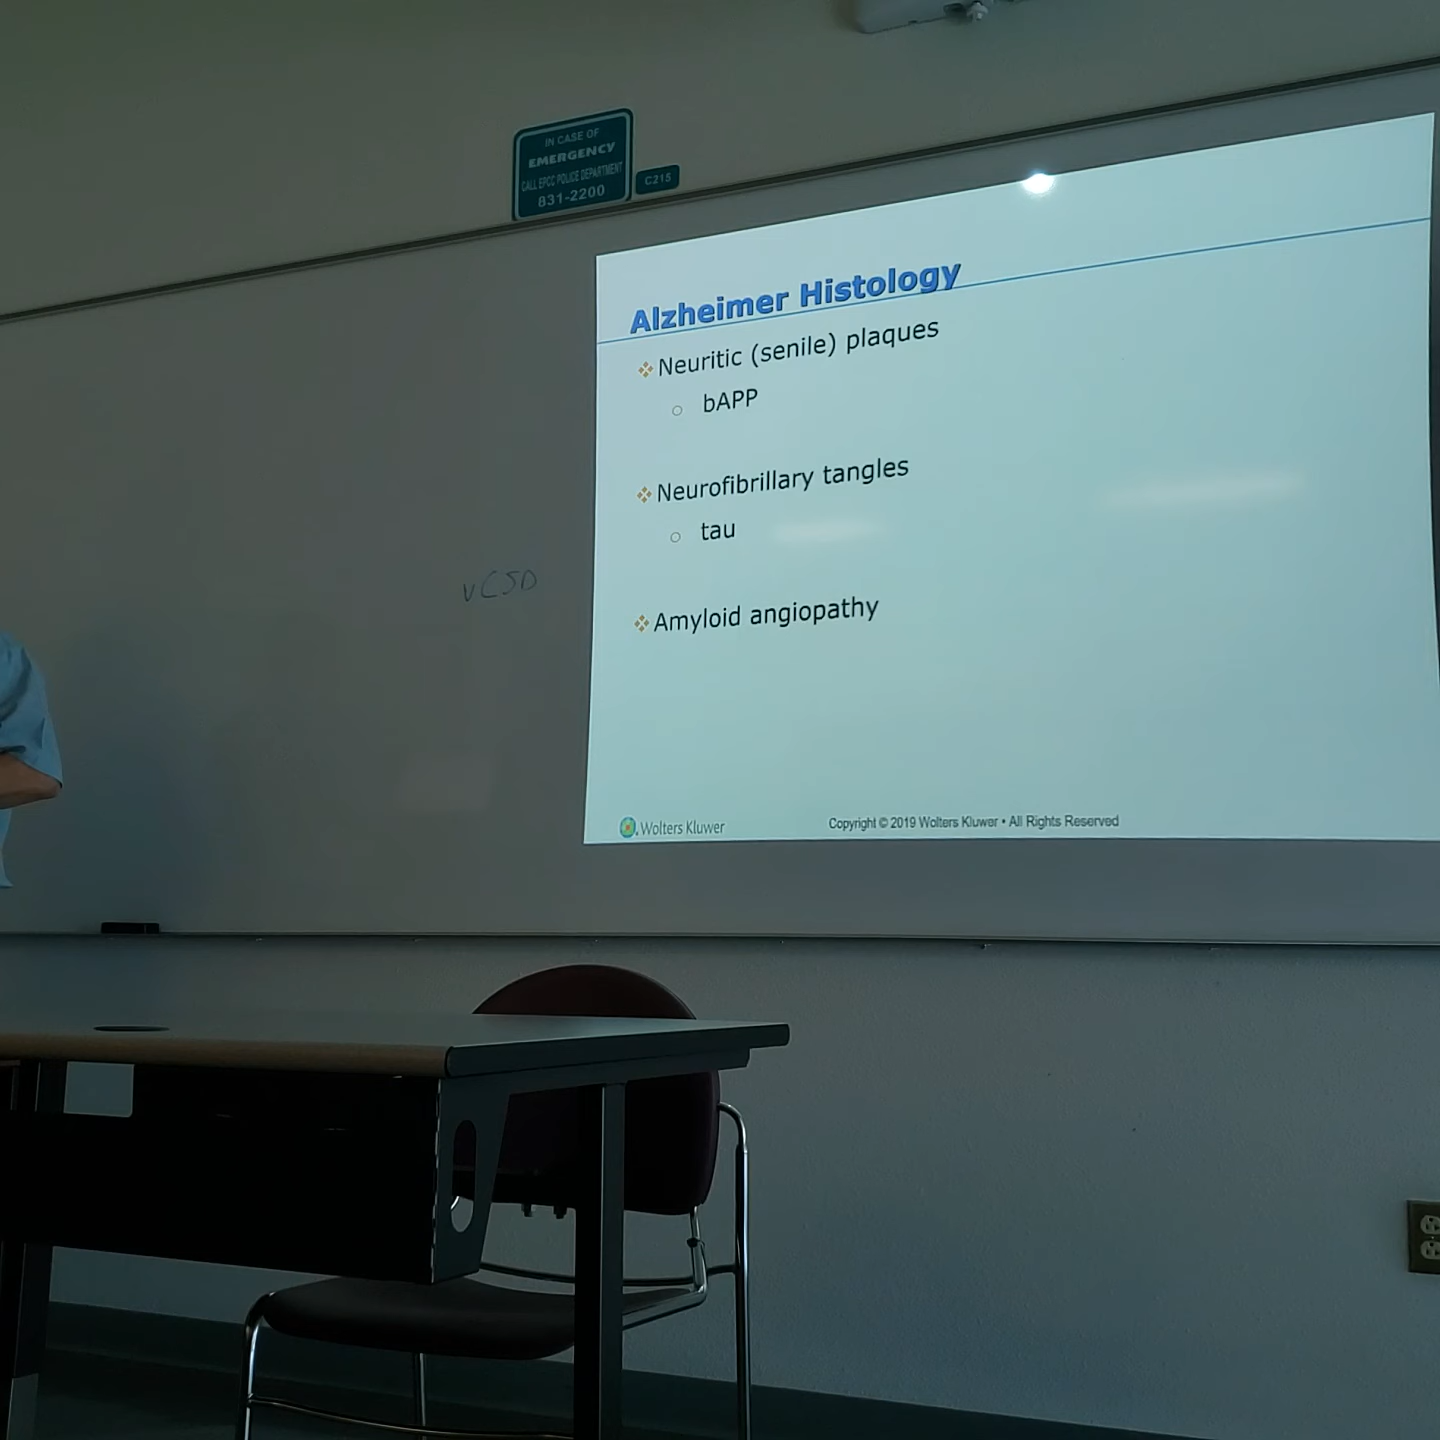 IN CASE OF
EMERGENCY
CALL EPCC POLICE DEPARTMENT
831-2200
C215
Alzheimer Histology
❖ Neuritic (senile) plaques
○ bAPP
❖ Neurofibrillary tangles
○ tau
❖ Amyloid angiopathy
vCJD
Wolters Kluwer
Copyright © 2019 Wolters Kluwer • All Rights Reserved